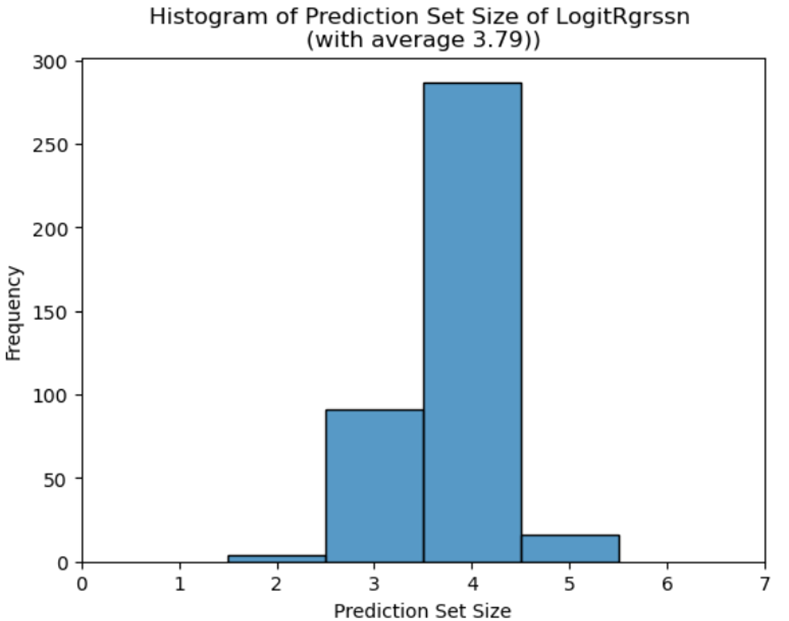 Histogram of Prediction Set Size of LogitRgrssn
(with average 3.79))
300
250
200
150
100
50
0
Frequency
0 1 2 3 4 5 6 7
Prediction Set Size